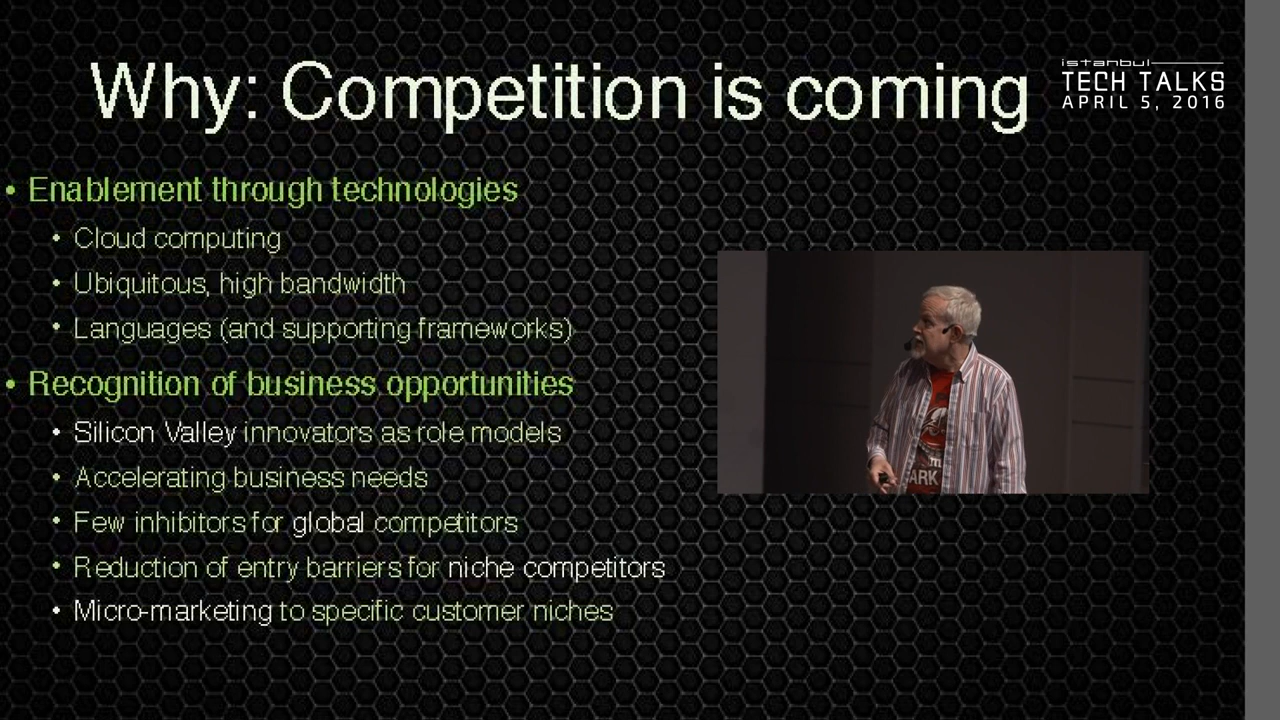 Why: Competition is coming
istanbul
TECH TALKS
APRIL 5, 2016
• Enablement through technologies
• Cloud computing
• Ubiquitous, high bandwidth
• Languages (and supporting frameworks)
• Recognition of business opportunities
• Silicon Valley innovators as role models
• Accelerating business needs
• Few inhibitors for global competitors
• Reduction of entry barriers for niche competitors
• Micro-marketing to specific customer niches
ARK